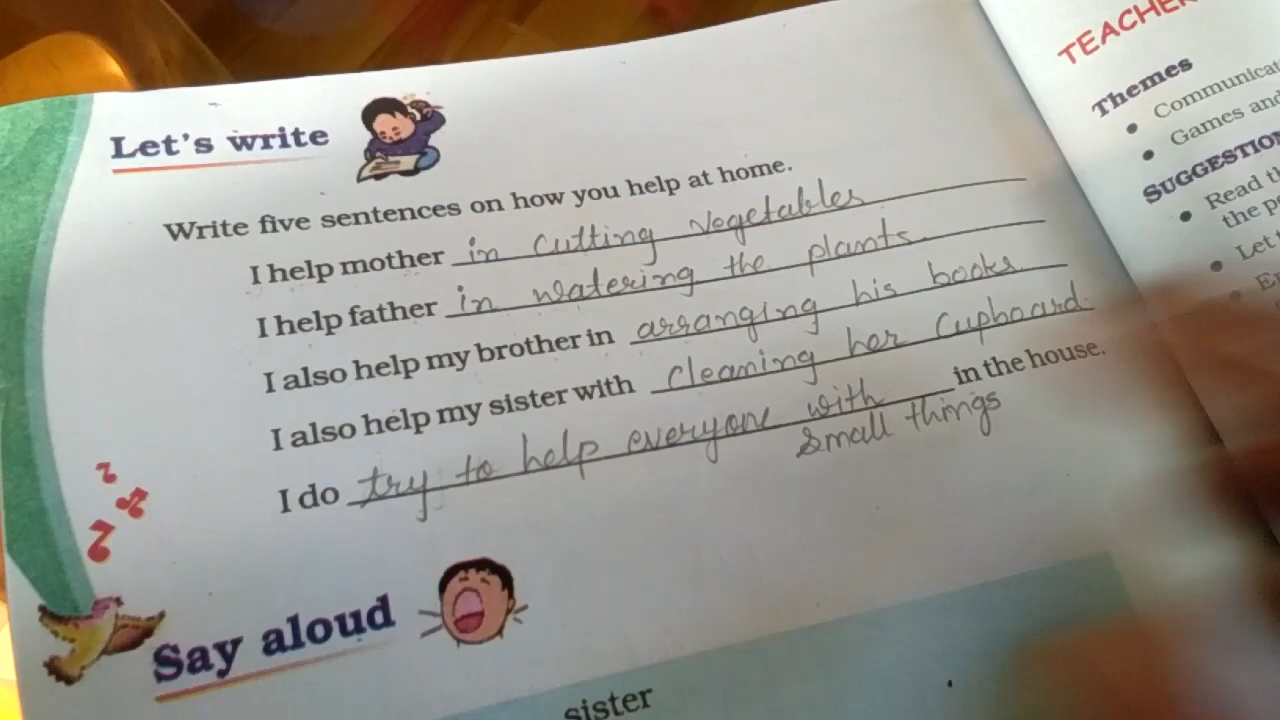 Let's write
Write five sentences on how you help at home.
I help mother in cutting vegetables
I help father in watering the plants.
I also help my brother in arranging his books.
I also help my sister with cleaning her cupboard.
I do try to help everyone with small things in the house.
Say aloud
sister
TEACHER
Themes
• Communicat
• Games and
SUGGESTION
• Read th
the p
• Let